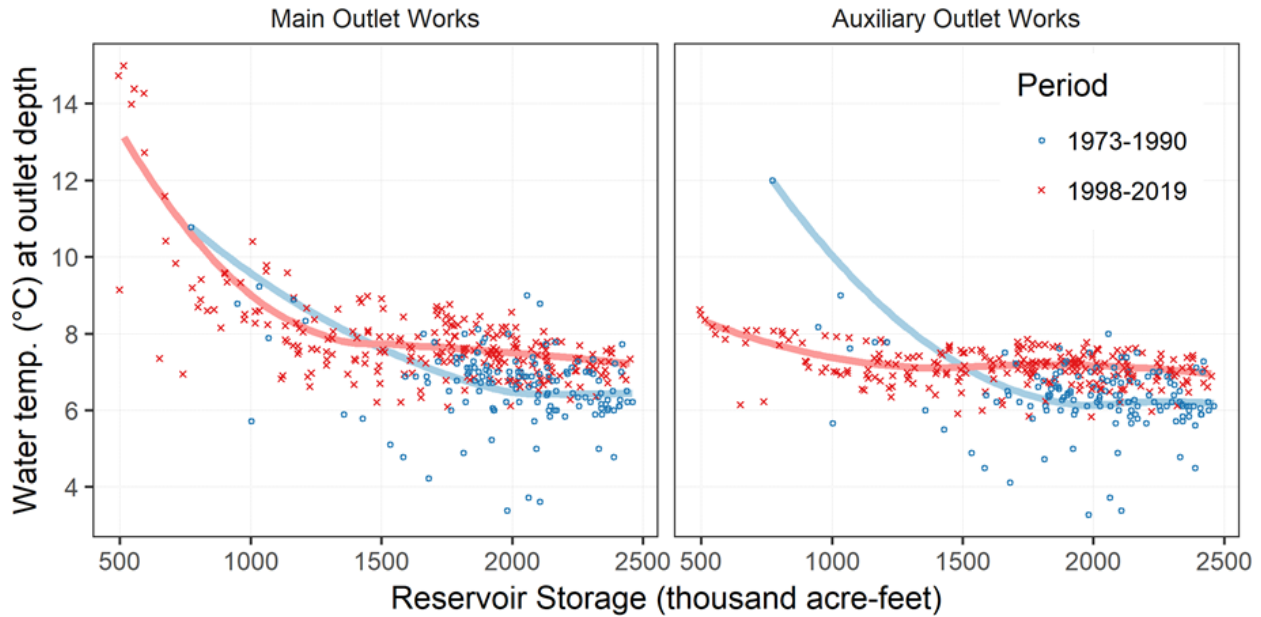 Main Outlet Works
Auxiliary Outlet Works
Water temp. (°C) at outlet depth
14
12
10
8
6
4
Period
1973-1990
1998-2019
500 1000 1500 2000 2500
500 1000 1500 2000 2500
Reservoir Storage (thousand acre-feet)